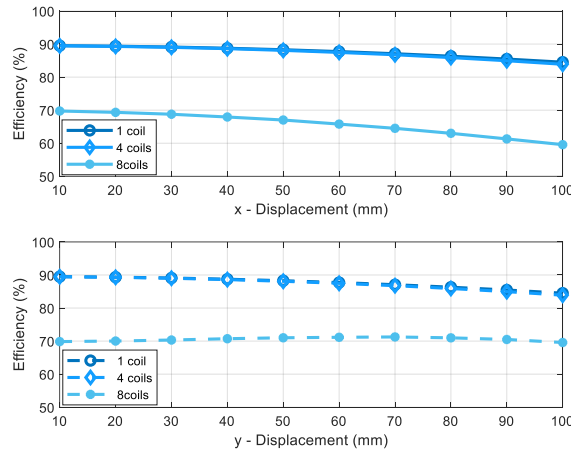 100
90
80
70
60
50
Efficiency (%)
1 coil
4 coils
8coils
10 20 30 40 50 60 70 80 90 100
x - Displacement (mm)
100
90
80
70
60
50
Efficiency (%)
1 coil
4 coils
8coils
10 20 30 40 50 60 70 80 90 100
y - Displacement (mm)